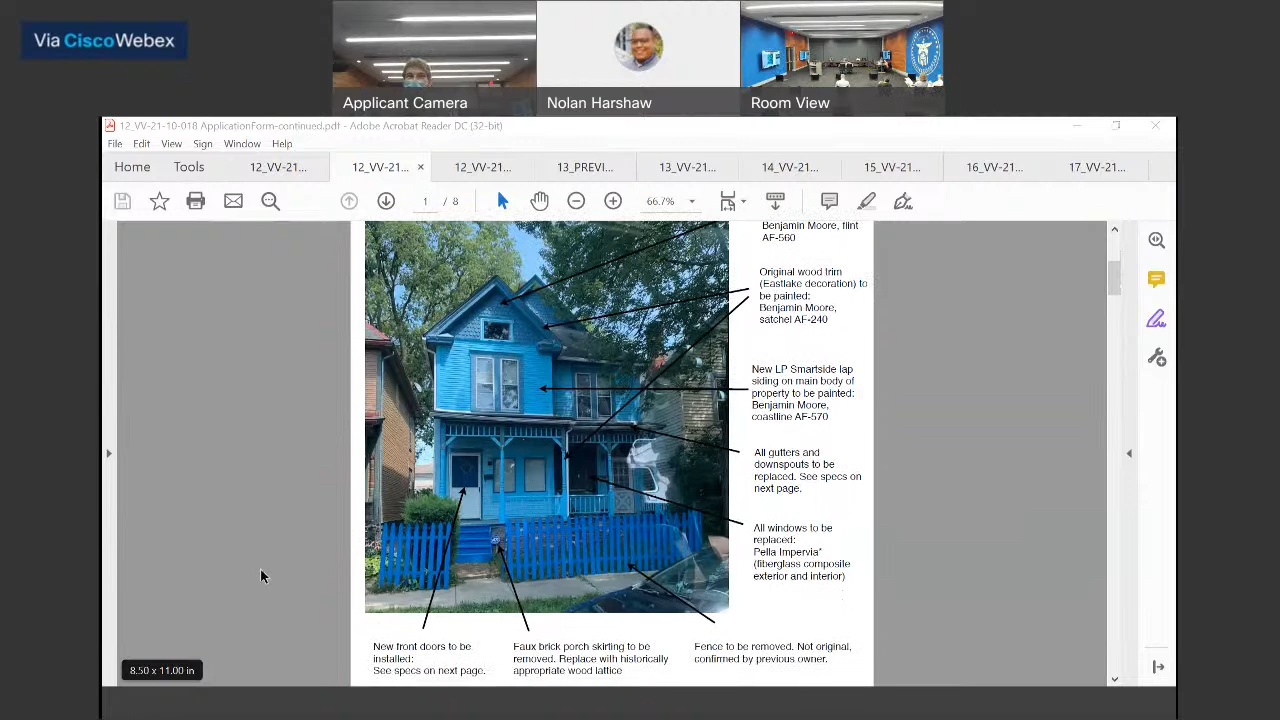 Via CiscoWebex
Applicant Camera
Nolan Harshaw
Room View
12_VV-21-10-018 ApplicationForm-continued.pdf - Adobe Acrobat Reader DC (32-bit)
File Edit View Sign Window Help
Home Tools 12_VV-21... 12_VV-21... × 12_VV-21... 13_PREVI... 13_VV-21... 14_VV-21... 15_VV-21... 16_VV-21... 17_VV-21...
1 / 8 66.7%
Benjamin Moore, flint
AF-560
Original wood trim
(Eastlake decoration) to
be painted:
Benjamin Moore,
satchel AF-240
New LP Smartside lap
siding on main body of
property to be painted:
Benjamin Moore,
coastline AF-570
All gutters and
downspouts to be
replaced. See specs on
next page.
All windows to be
replaced:
Pella Impervia*
(fiberglass composite
exterior and interior)
New front doors to be
installed:
See specs on next page.
Faux brick porch skirting to be
removed. Replace with historically
appropriate wood lattice
Fence to be removed. Not original,
confirmed by previous owner.
8.50 x 11.00 in